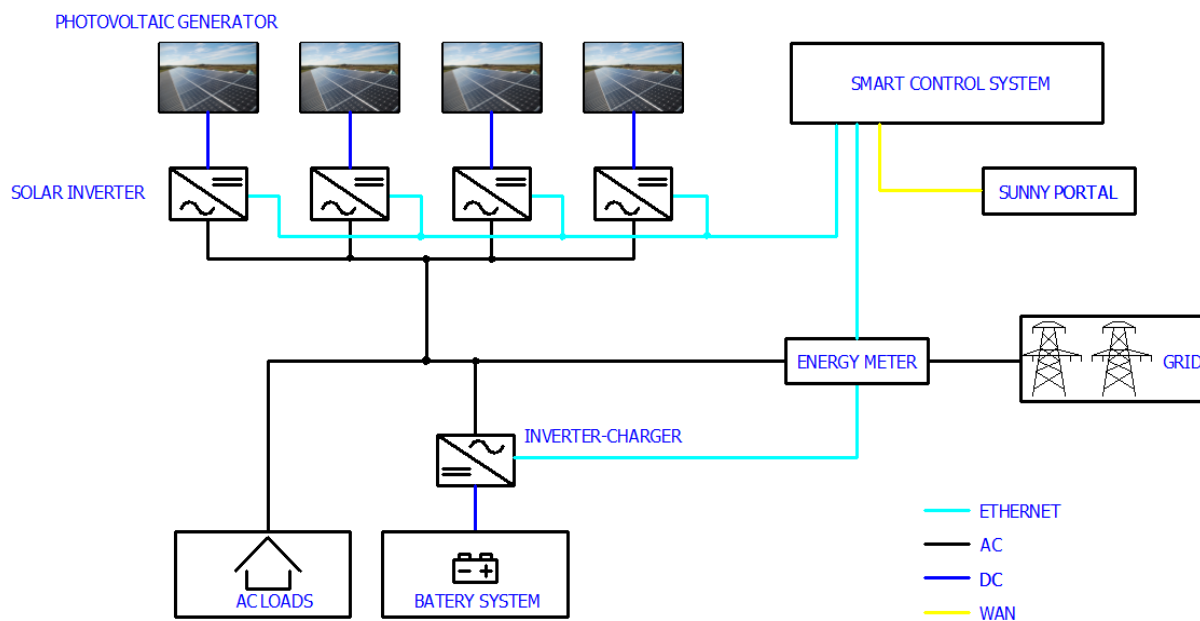 PHOTOVOLTAIC GENERATOR
SMART CONTROL SYSTEM
SOLAR INVERTER
SUNNY PORTAL
ENERGY METER
GRID
INVERTER-CHARGER
ETHERNET
AC
DC
WAN
AC LOADS
BATERY SYSTEM